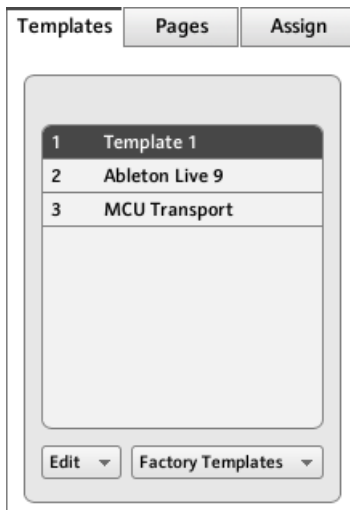 Templates Pages Assign
1 Template 1
2 Ableton Live 9
3 MCU Transport
Edit Factory Templates